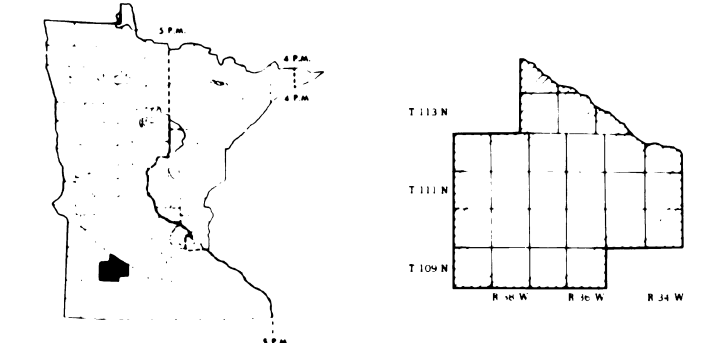 5 P.M.
4 P.M.
4 P.M
5 P.M
T 113 N
T 111 N
T 109 N
R 38 W R 36 W R 34 W